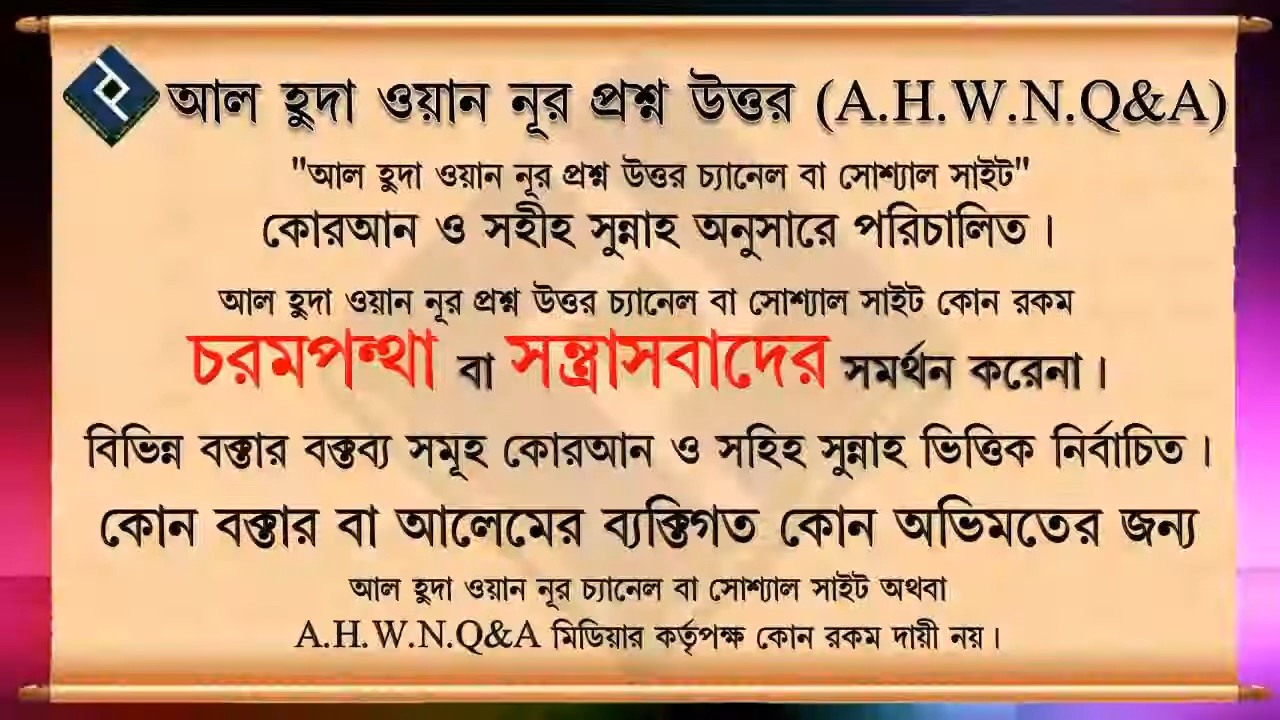 আল হুদা ওয়ান নূর প্রশ্ন উত্তর (A.H.W.N.Q&A)
"আল হুদা ওয়ান নূর প্রশ্ন উত্তর চ্যানেল বা সোশ্যাল সাইট"
কোরআন ও সহীহ সুন্নাহ অনুসারে পরিচালিত।
আল হুদা ওয়ান নূর প্রশ্ন উত্তর চ্যানেল বা সোশ্যাল সাইট কোন রকম
চরমপন্থা বা সন্ত্রাসবাদের সমর্থন করেনা।
বিভিন্ন বক্তার বক্তব্য সমূহ কোরআন ও সহিহ সুন্নাহ ভিত্তিক নির্বাচিত।
কোন বক্তার বা আলেমের ব্যক্তিগত কোন অভিমতের জন্য
আল হুদা ওয়ান নূর চ্যানেল বা সোশ্যাল সাইট অথবা
A.H.W.N.Q&A মিডিয়ার কর্তৃপক্ষ কোন রকম দায়ী নয়।